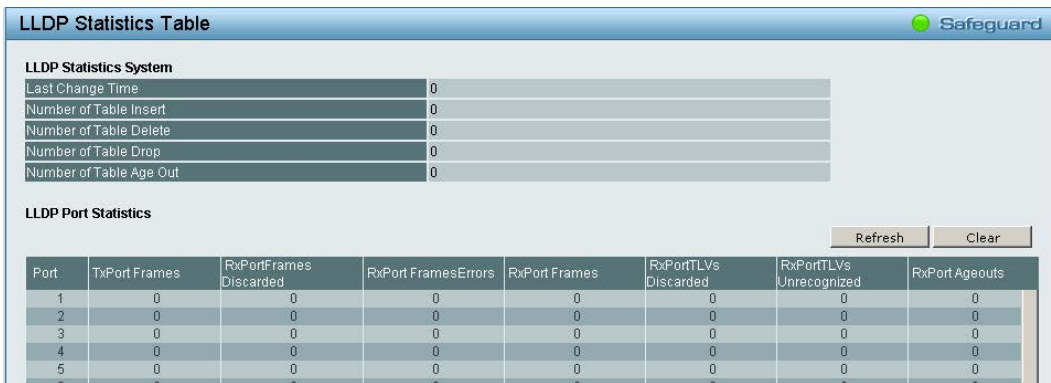 LLDP Statistics Table
Safeguard
LLDP Statistics System
Last Change Time 0
Number of Table Insert 0
Number of Table Delete 0
Number of Table Drop 0
Number of Table Age Out 0
LLDP Port Statistics
Refresh Clear
Port TxPort Frames RxPortFrames Discarded RxPort FramesErrors RxPort Frames RxPortTLVs Discarded RxPortTLVs Unrecognized RxPort Ageouts
1 0 0 0 0 0 0 0
2 0 0 0 0 0 0 0
3 0 0 0 0 0 0 0
4 0 0 0 0 0 0 0
5 0 0 0 0 0 0 0